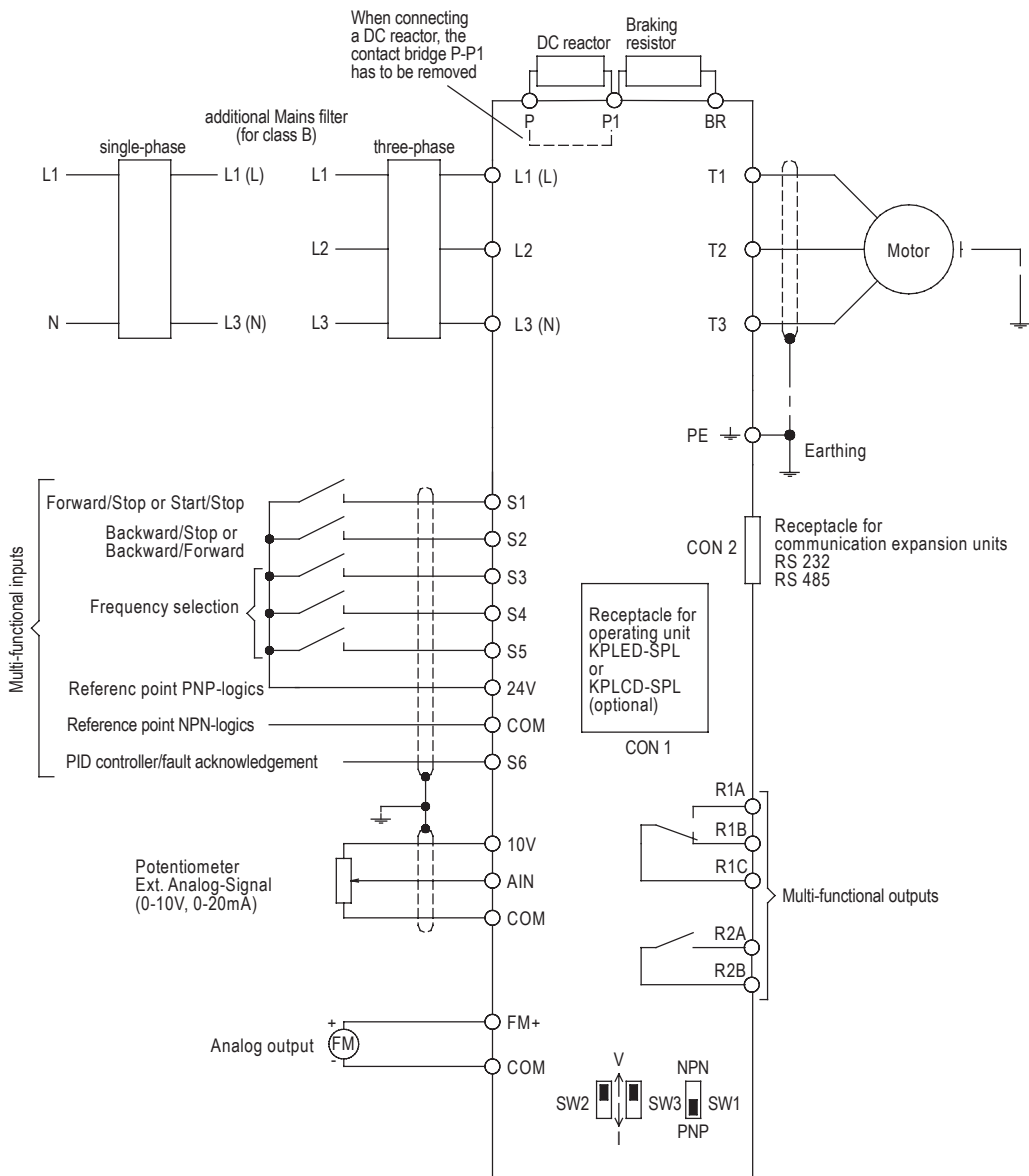 When connecting
a DC reactor, the
contact bridge P-P1
has to be removed
DC reactor
Braking
resistor
P
P1
BR
additional Mains filter
(for class B)
single-phase
three-phase
L1
L1 (L)
L1
L1 (L)
T1
L2
L2
T2
Motor
N
L3 (N)
L3
L3 (N)
T3
PE
Earthing
Multi-functional inputs
Forward/Stop or Start/Stop
S1
Backward/Stop or
Backward/Forward
S2
S3
Frequency selection
S4
S5
Referenc point PNP-logics
24V
Reference point NPN-logics
COM
PID controller/fault acknowledgement
S6
CON 2
Receptacle for
communication expansion units
RS 232
RS 485
Receptacle for
operating unit
KPLED-SPL
or
KPLCD-SPL
(optional)
CON 1
Potentiometer
Ext. Analog-Signal
(0-10V, 0-20mA)
10V
AIN
COM
R1A
R1B
R1C
R2A
R2B
Multi-functional outputs
Analog output
+
FM
-
FM+
COM
V
SW2
SW3
I
NPN
SW1
PNP